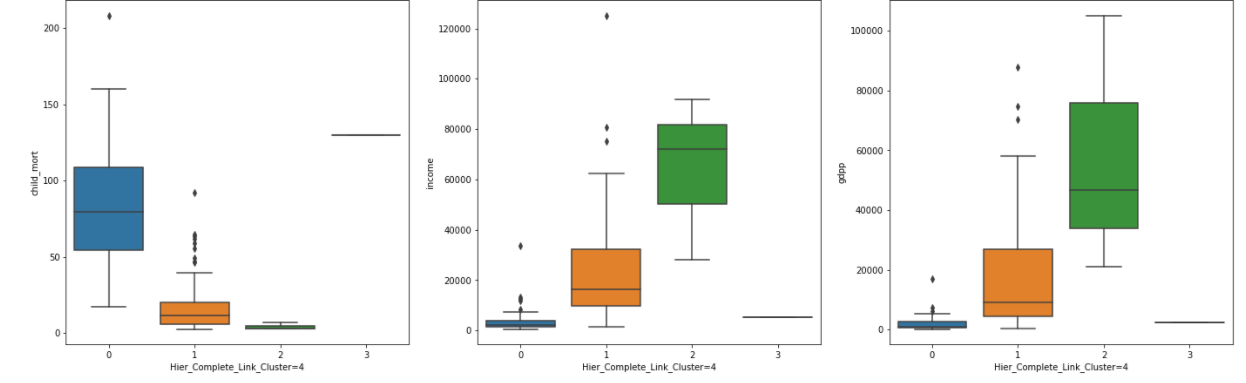 child_mort
200
150
100
50
0
0 1 2 3
Hier_Complete_Link_Cluster=4
income
120000
100000
80000
60000
40000
20000
0
0 1 2 3
Hier_Complete_Link_Cluster=4
gdpp
100000
80000
60000
40000
20000
0
0 1 2 3
Hier_Complete_Link_Cluster=4